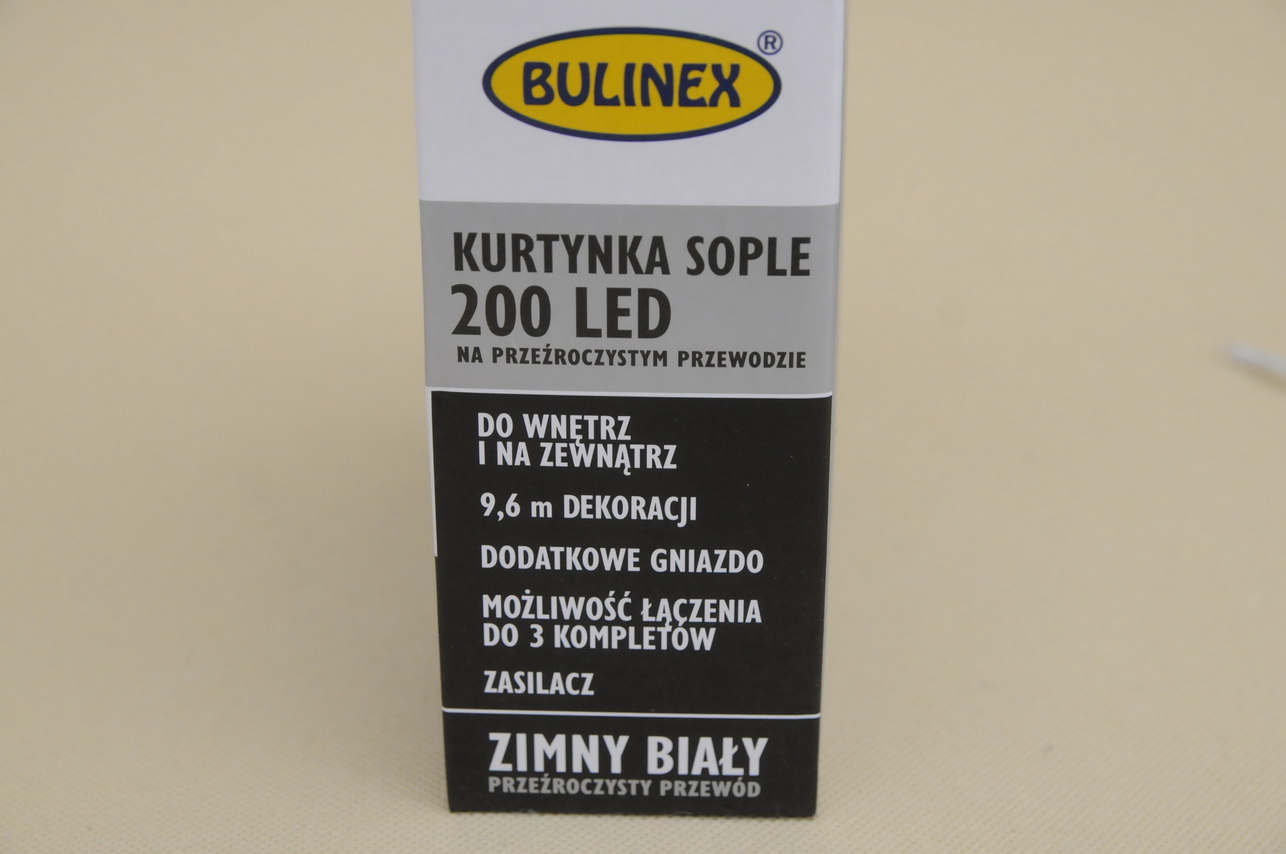 BULINEX ®
KURTYNKA SOPLE
200 LED
NA PRZEŹROCZYSTYM PRZEWODZIE
DO WNĘTRZ
I NA ZEWNĄTRZ
9,6 m DEKORACJI
DODATKOWE GNIAZDO
MOŻLIWOŚĆ ŁĄCZENIA
DO 3 KOMPLETÓW
ZASILACZ
ZIMNY BIAŁY
PRZEŹROCZYSTY PRZEWÓD